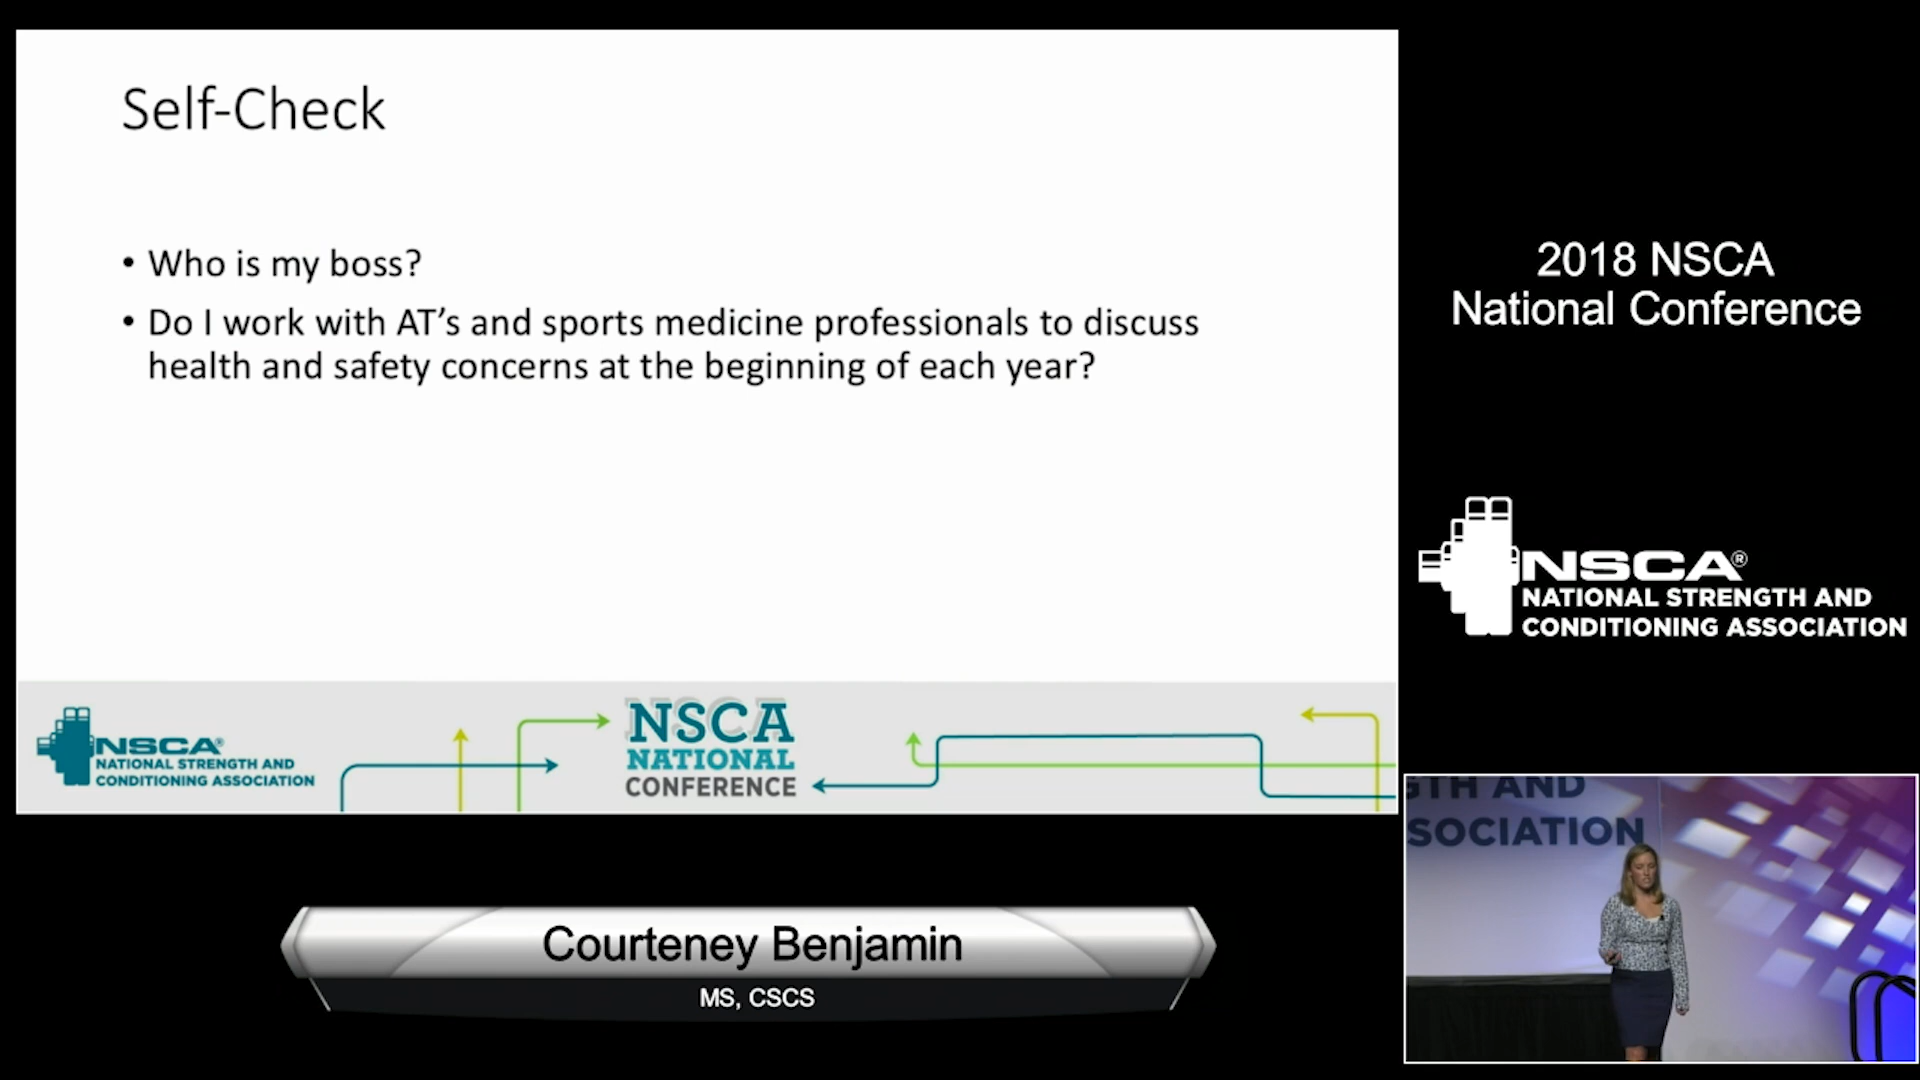 Self-Check
• Who is my boss?
• Do I work with AT’s and sports medicine professionals to discuss
health and safety concerns at the beginning of each year?
NSCA®
NATIONAL STRENGTH AND
CONDITIONING ASSOCIATION
NSCA
NATIONAL
CONFERENCE
2018 NSCA
National Conference
NSCA®
NATIONAL STRENGTH AND
CONDITIONING ASSOCIATION
GTH AND
SOCIATION
Courteney Benjamin
MS, CSCS